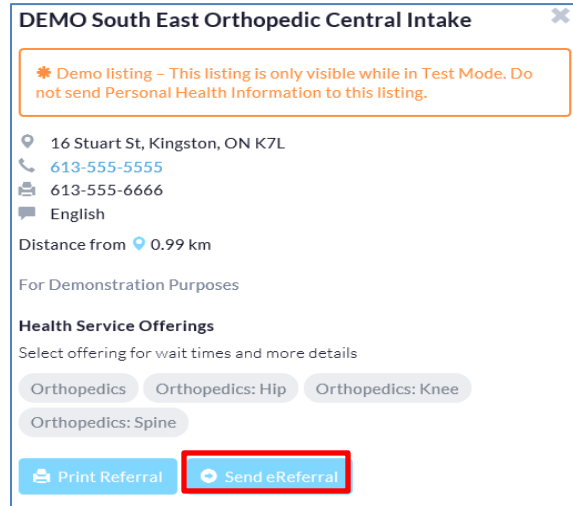 DEMO South East Orthopedic Central Intake
Demo listing – This listing is only visible while in Test Mode. Do
not send Personal Health Information to this listing.
16 Stuart St, Kingston, ON K7L
613-555-5555
613-555-6666
English
Distance from 0.99 km
For Demonstration Purposes
Health Service Offerings
Select offering for wait times and more details
Orthopedics Orthopedics: Hip Orthopedics: Knee
Orthopedics: Spine
Print Referral Send eReferral